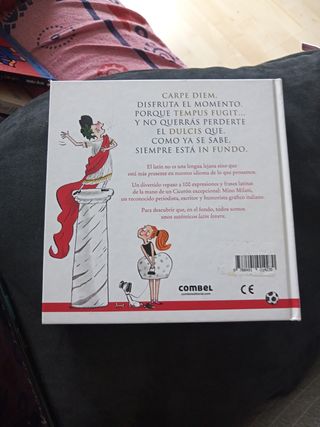 CARPE DIEM,
DISFRUTA EL MOMENTO.
PORQUE TEMPUS FUGIT...
Y NO QUERRÁS PERDERTE
EL DULCIS QUE,
COMO YA SE SABE,
SIEMPRE ESTÁ IN FUNDO.
El latín no es una lengua lejana sino que
está más presente en nuestro idioma de lo que pensamos.
Un divertido repaso a 100 expresiones y frases latinas
de la mano de un Cicerón excepcional: Mino Milani,
un reconocido periodista, escritor y humorista gráfico italiano.
Para descubrir que, en el fondo, todos somos
unos auténticos latin lovers.
COMBEL
combeleditorial.com
CE